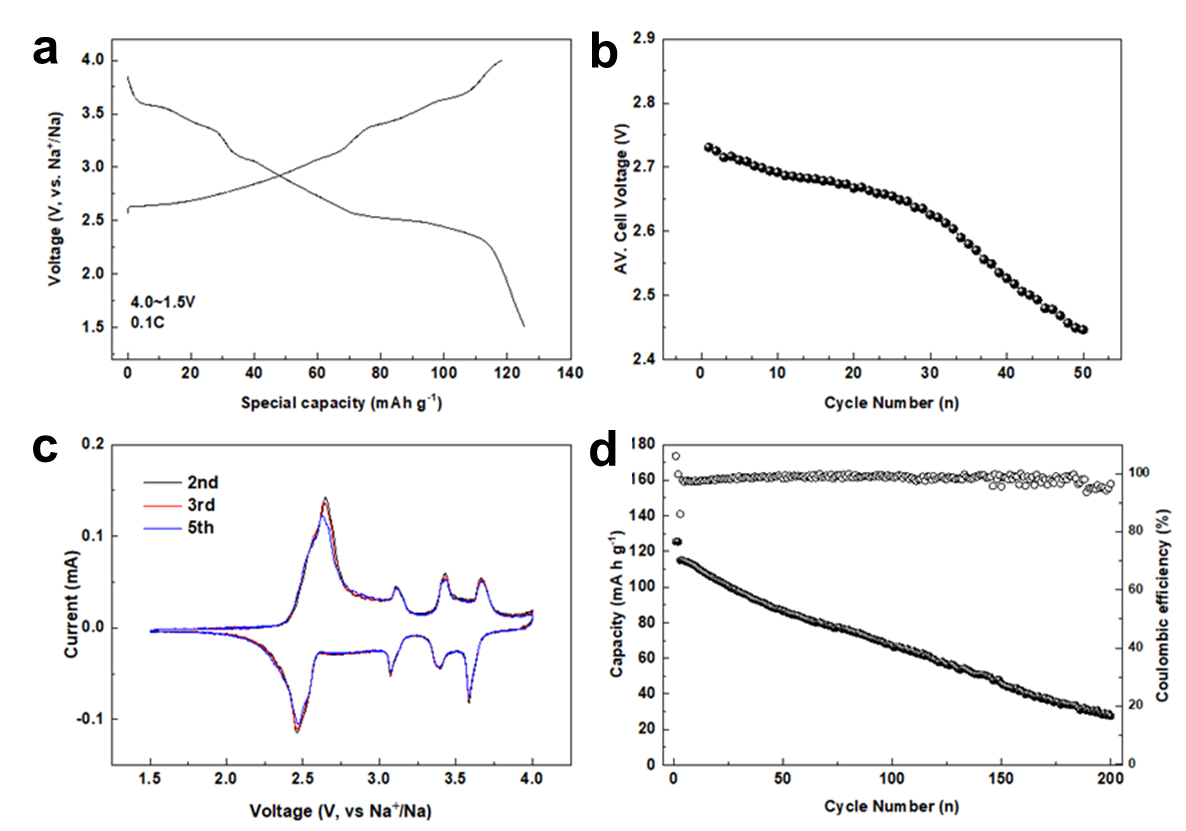 a
4.0
3.5
3.0
2.5
2.0
1.5
Voltage (V, vs. Na⁺/Na)
4.0~1.5V
0.1C
0 20 40 60 80 100 120 140
Special capacity (mAh g⁻¹)
b
2.9
2.8
2.7
2.6
2.5
2.4
AV. Cell Voltage (V)
0 10 20 30 40 50
Cycle Number (n)
c
0.2
0.1
0.0
-0.1
Current (mA)
2nd
3rd
5th
1.5 2.0 2.5 3.0 3.5 4.0
Voltage (V, vs Na⁺/Na)
d
180
160
140
120
100
80
60
40
20
0
Capacity (mA h g⁻¹)
100
80
60
40
20
0
Coulombic efficiency (%)
0 50 100 150 200
Cycle Number (n)